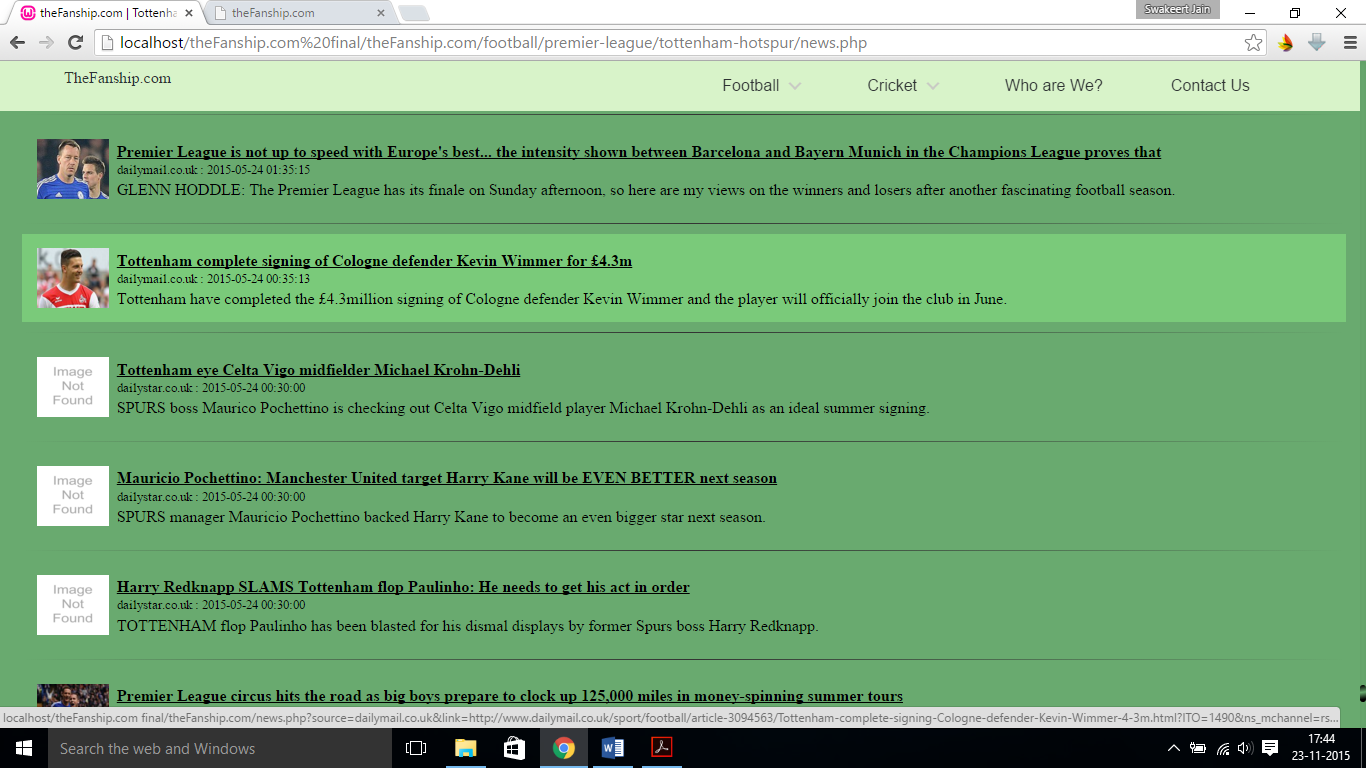 theFanship.com | Tottenha
theFanship.com
Swakeert Jain
localhost/theFanship.com%20final/theFanship.com/football/premier-league/tottenham-hotspur/news.php
TheFanship.com
Football
Cricket
Who are We?
Contact Us
Premier League is not up to speed with Europe's best... the intensity shown between Barcelona and Bayern Munich in the Champions League proves that
dailymail.co.uk : 2015-05-24 01:35:15
GLENN HODDLE: The Premier League has its finale on Sunday afternoon, so here are my views on the winners and losers after another fascinating football season.
Tottenham complete signing of Cologne defender Kevin Wimmer for £4.3m
dailymail.co.uk : 2015-05-24 00:35:13
Tottenham have completed the £4.3million signing of Cologne defender Kevin Wimmer and the player will officially join the club in June.
Image
Not
Found
Tottenham eye Celta Vigo midfielder Michael Krohn-Dehli
dailystar.co.uk : 2015-05-24 00:30:00
SPURS boss Maurico Pochettino is checking out Celta Vigo midfield player Michael Krohn-Dehli as an ideal summer signing.
Image
Not
Found
Mauricio Pochettino: Manchester United target Harry Kane will be EVEN BETTER next season
dailystar.co.uk : 2015-05-24 00:30:00
SPURS manager Mauricio Pochettino backed Harry Kane to become an even bigger star next season.
Image
Not
Found
Harry Redknapp SLAMS Tottenham flop Paulinho: He needs to get his act in order
dailystar.co.uk : 2015-05-24 00:30:00
TOTTENHAM flop Paulinho has been blasted for his dismal displays by former Spurs boss Harry Redknapp.
Premier League circus hits the road as big boys prepare to clock up 125,000 miles in money-spinning summer tours
localhost/theFanship.com final/theFanship.com/news.php?source=dailymail.co.uk&link=http://www.dailymail.co.uk/sport/football/article-3094563/Tottenham-complete-signing-Cologne-defender-Kevin-Wimmer-4-3m.html?ITO=1490&ns_mchannel=rs...
Search the web and Windows
17:44
23-11-2015